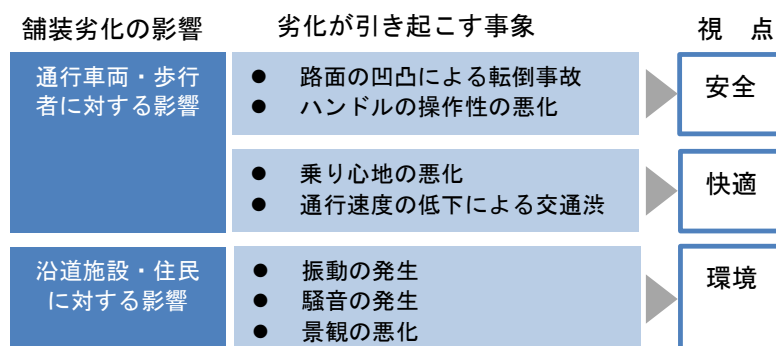 舗装劣化の影響
劣化が引き起こす事象
視　点
通行車両・歩行
者に対する影響
● 路面の凹凸による転倒事故
● ハンドルの操作性の悪化
安全
● 乗り心地の悪化
● 通行速度の低下による交通渋
快適
沿道施設・住民
に対する影響
● 振動の発生
● 騒音の発生
● 景観の悪化
環境